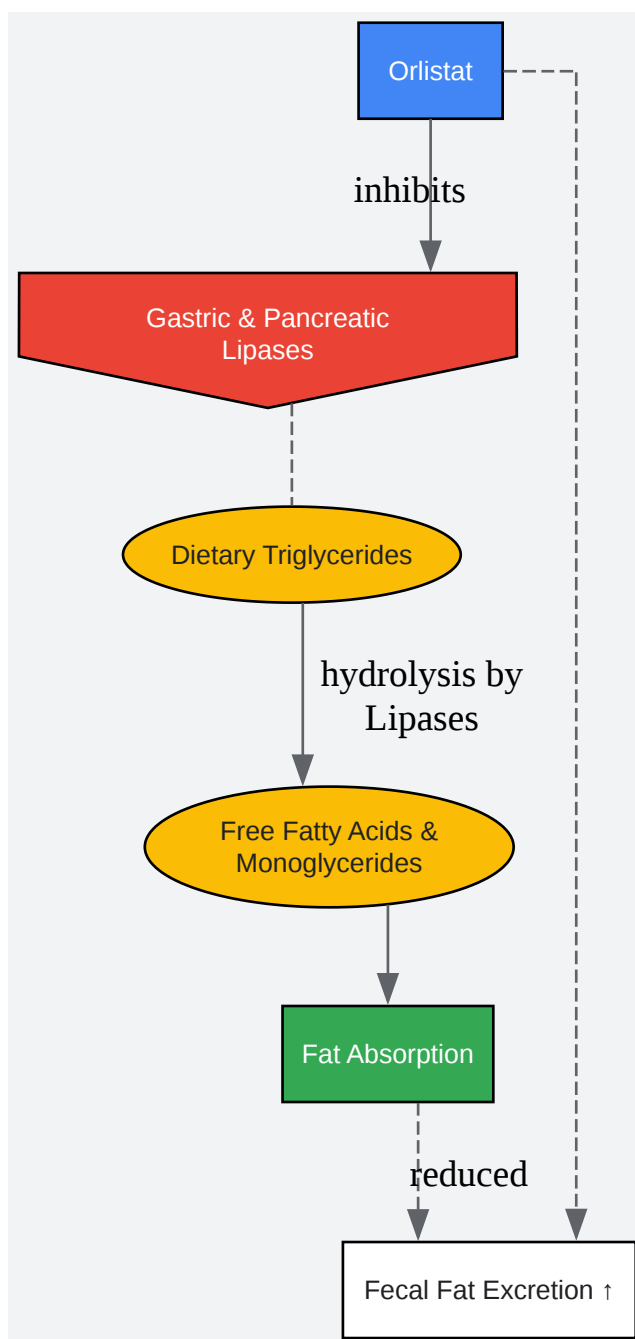 Orlistat
inhibits
Gastric & Pancreatic
Lipases
Dietary Triglycerides
hydrolysis by
Lipases
Free Fatty Acids &
Monoglycerides
Fat Absorption
reduced
Fecal Fat Excretion ↑